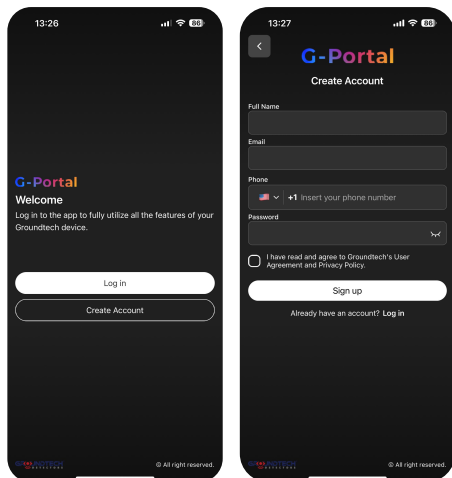 13:26
86
G-Portal
Welcome
Log in to the app to fully utilize all the features of your
Groundtech device.
Log in
Create Account
© All right reserved.
13:27
86
G-Portal
Create Account
Full Name
Email
Phone
+1 Insert your phone number
Password
I have read and agree to Groundtech's User
Agreement and Privacy Policy.
Sign up
Already have an account? Log in
© All right reserved.